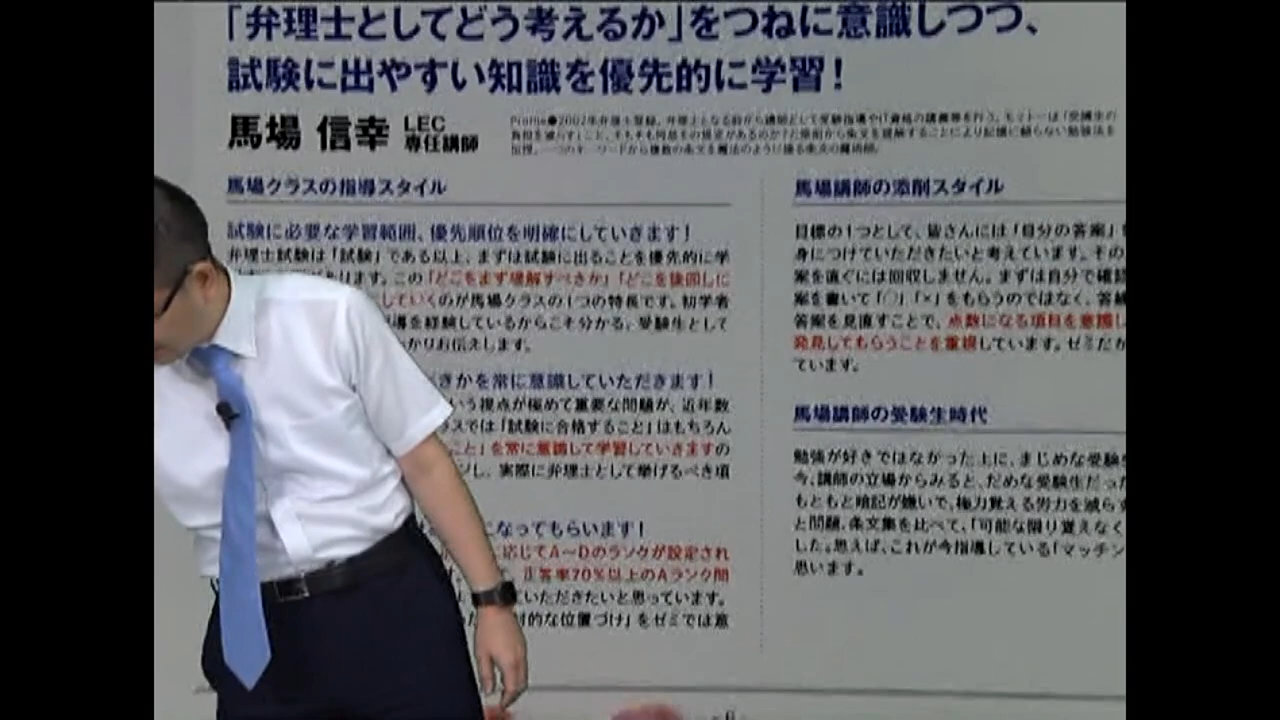 「弁理士としてどう考えるか」をつねに意識しつつ、
試験に出やすい知識を優先的に学習！
馬場 信幸 LEC 専任講師
馬場クラスの指導スタイル
試験に必要な学習範囲、優先順位を明確にしていきます！
弁理士試験は「試験」である以上、まずは試験に出ることを優先的に学
があります。この「どこをまず理解すべきか」「どこを後回しに
していくのが馬場クラスの1つの特長です。初学者
導を経験しているからこそ分かる、受験生として
かりお伝えします。
きかを常に意識していただきます！
いう視点が極めて重要な問題が、近年数
スでは「試験に合格すること」はもちろん
こと」を常に意識して学習していきますの
ジし、実際に弁理士として挙げるべき項
になってもらいます！
に応じてA〜Dのランクが設定され
、正答率70％以上のAランク問
ていただきたいと思っています。
対的な位置づけ」をゼミでは意
馬場講師の添削スタイル
目標の1つとして、皆さんには「自分の答案」
身につけていただきたいと考えています。その
案を直ぐには回収しません。まずは自分で確認
案を書いて「○」「×」をもらうのではなく、答練
答案を見直すことで、点数になる項目を意識し
発見してもらうことを重視しています。ゼミだか
ています。
馬場講師の受験生時代
勉強が好きではなかった上に、まじめな受験生
今、講師の立場からみると、だめな受験生だった
もともと暗記が嫌いで、極力覚える労力を減らす
と問題、条文集を比べて、「可能な限り覚えなく
した。思えば、これが今指導している「マッチン
思います。